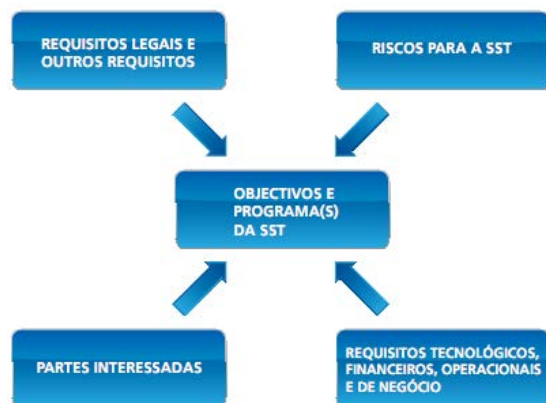 REQUISITOS LEGAIS E
OUTROS REQUISITOS
RISCOS PARA A SST
OBJECTIVOS E
PROGRAMA(S)
DA SST
PARTES INTERESSADAS
REQUISITOS TECNOLÓGICOS,
FINANCEIROS, OPERACIONAIS
E DE NEGÓCIO